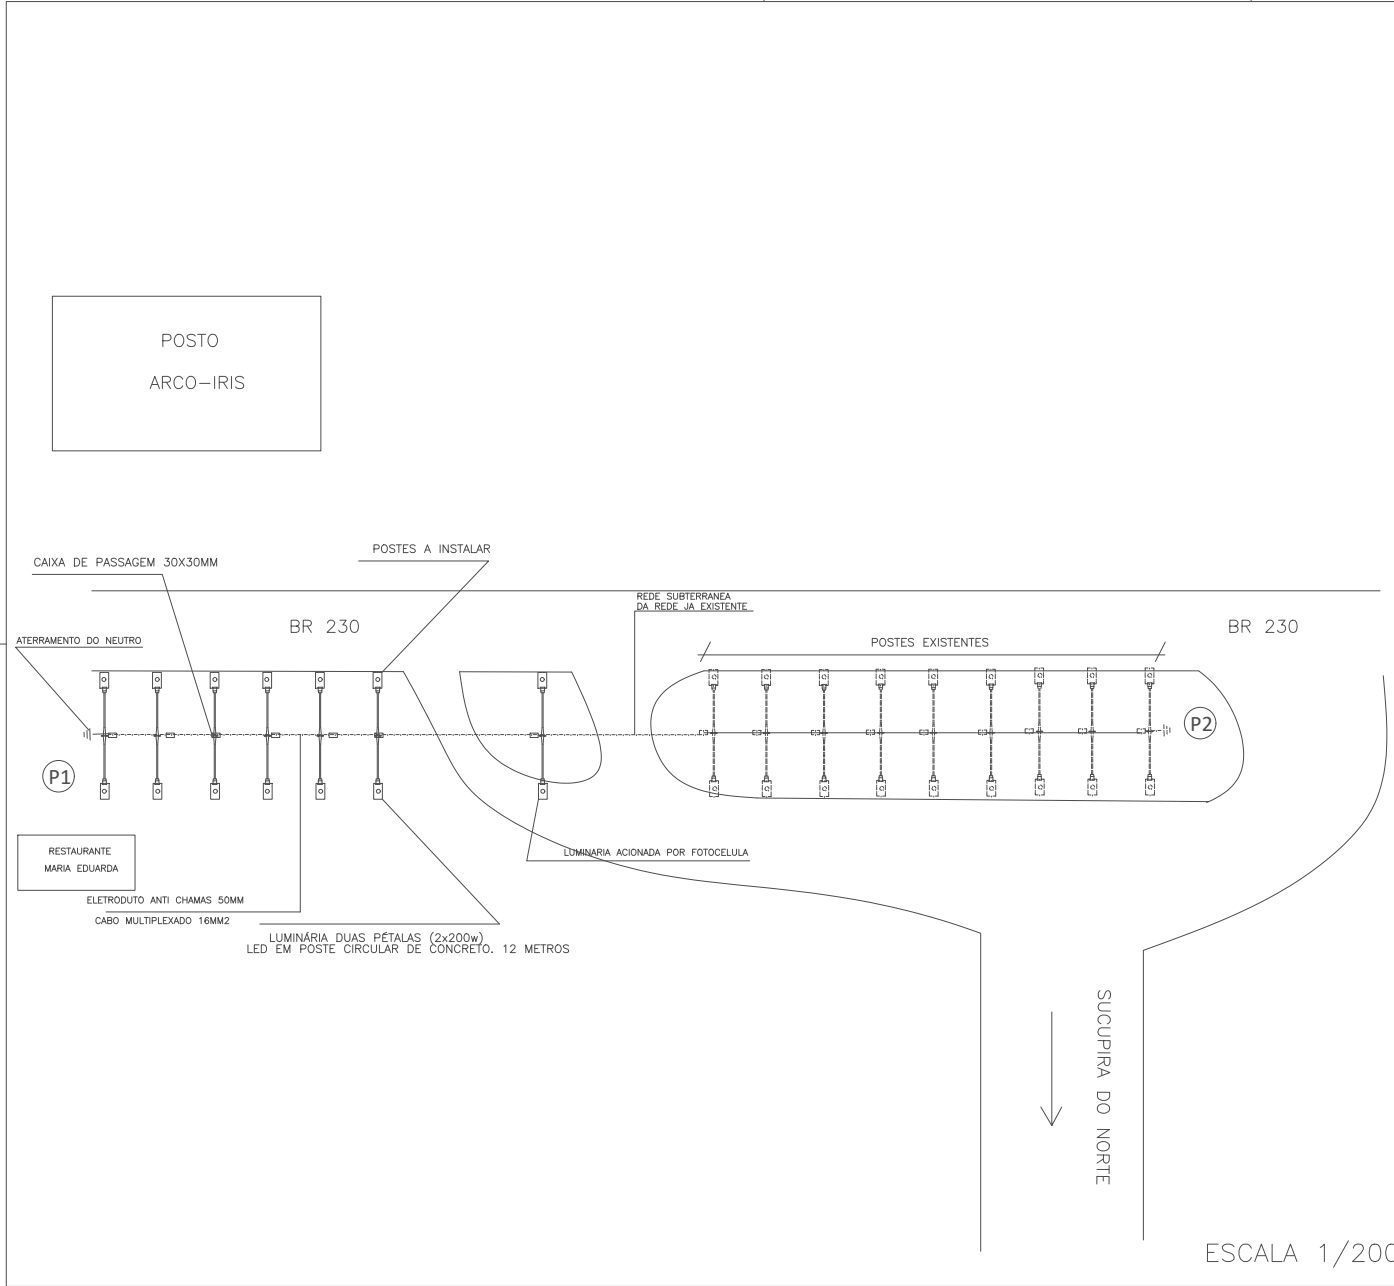 POSTO
ARCO-IRIS
CAIXA DE PASSAGEM 30X30MM
POSTES A INSTALAR
ATERRAMENTO DO NEUTRO
BR 230
REDE SUBTERRANEA
DA REDE JA EXISTENTE
POSTES EXISTENTES
BR 230
P1
P2
RESTAURANTE
MARIA EDUARDA
LUMINARIA ACIONADA POR FOTOCELULA
ELETRODUTO ANTI CHAMAS 50MM
CABO MULTIPLEXADO 16MM2
LUMINÁRIA DUAS PÉTALAS (2x200w)
LED EM POSTE CIRCULAR DE CONCRETO. 12 METROS
SUCUPIRA DO NORTE
ESCALA 1/200